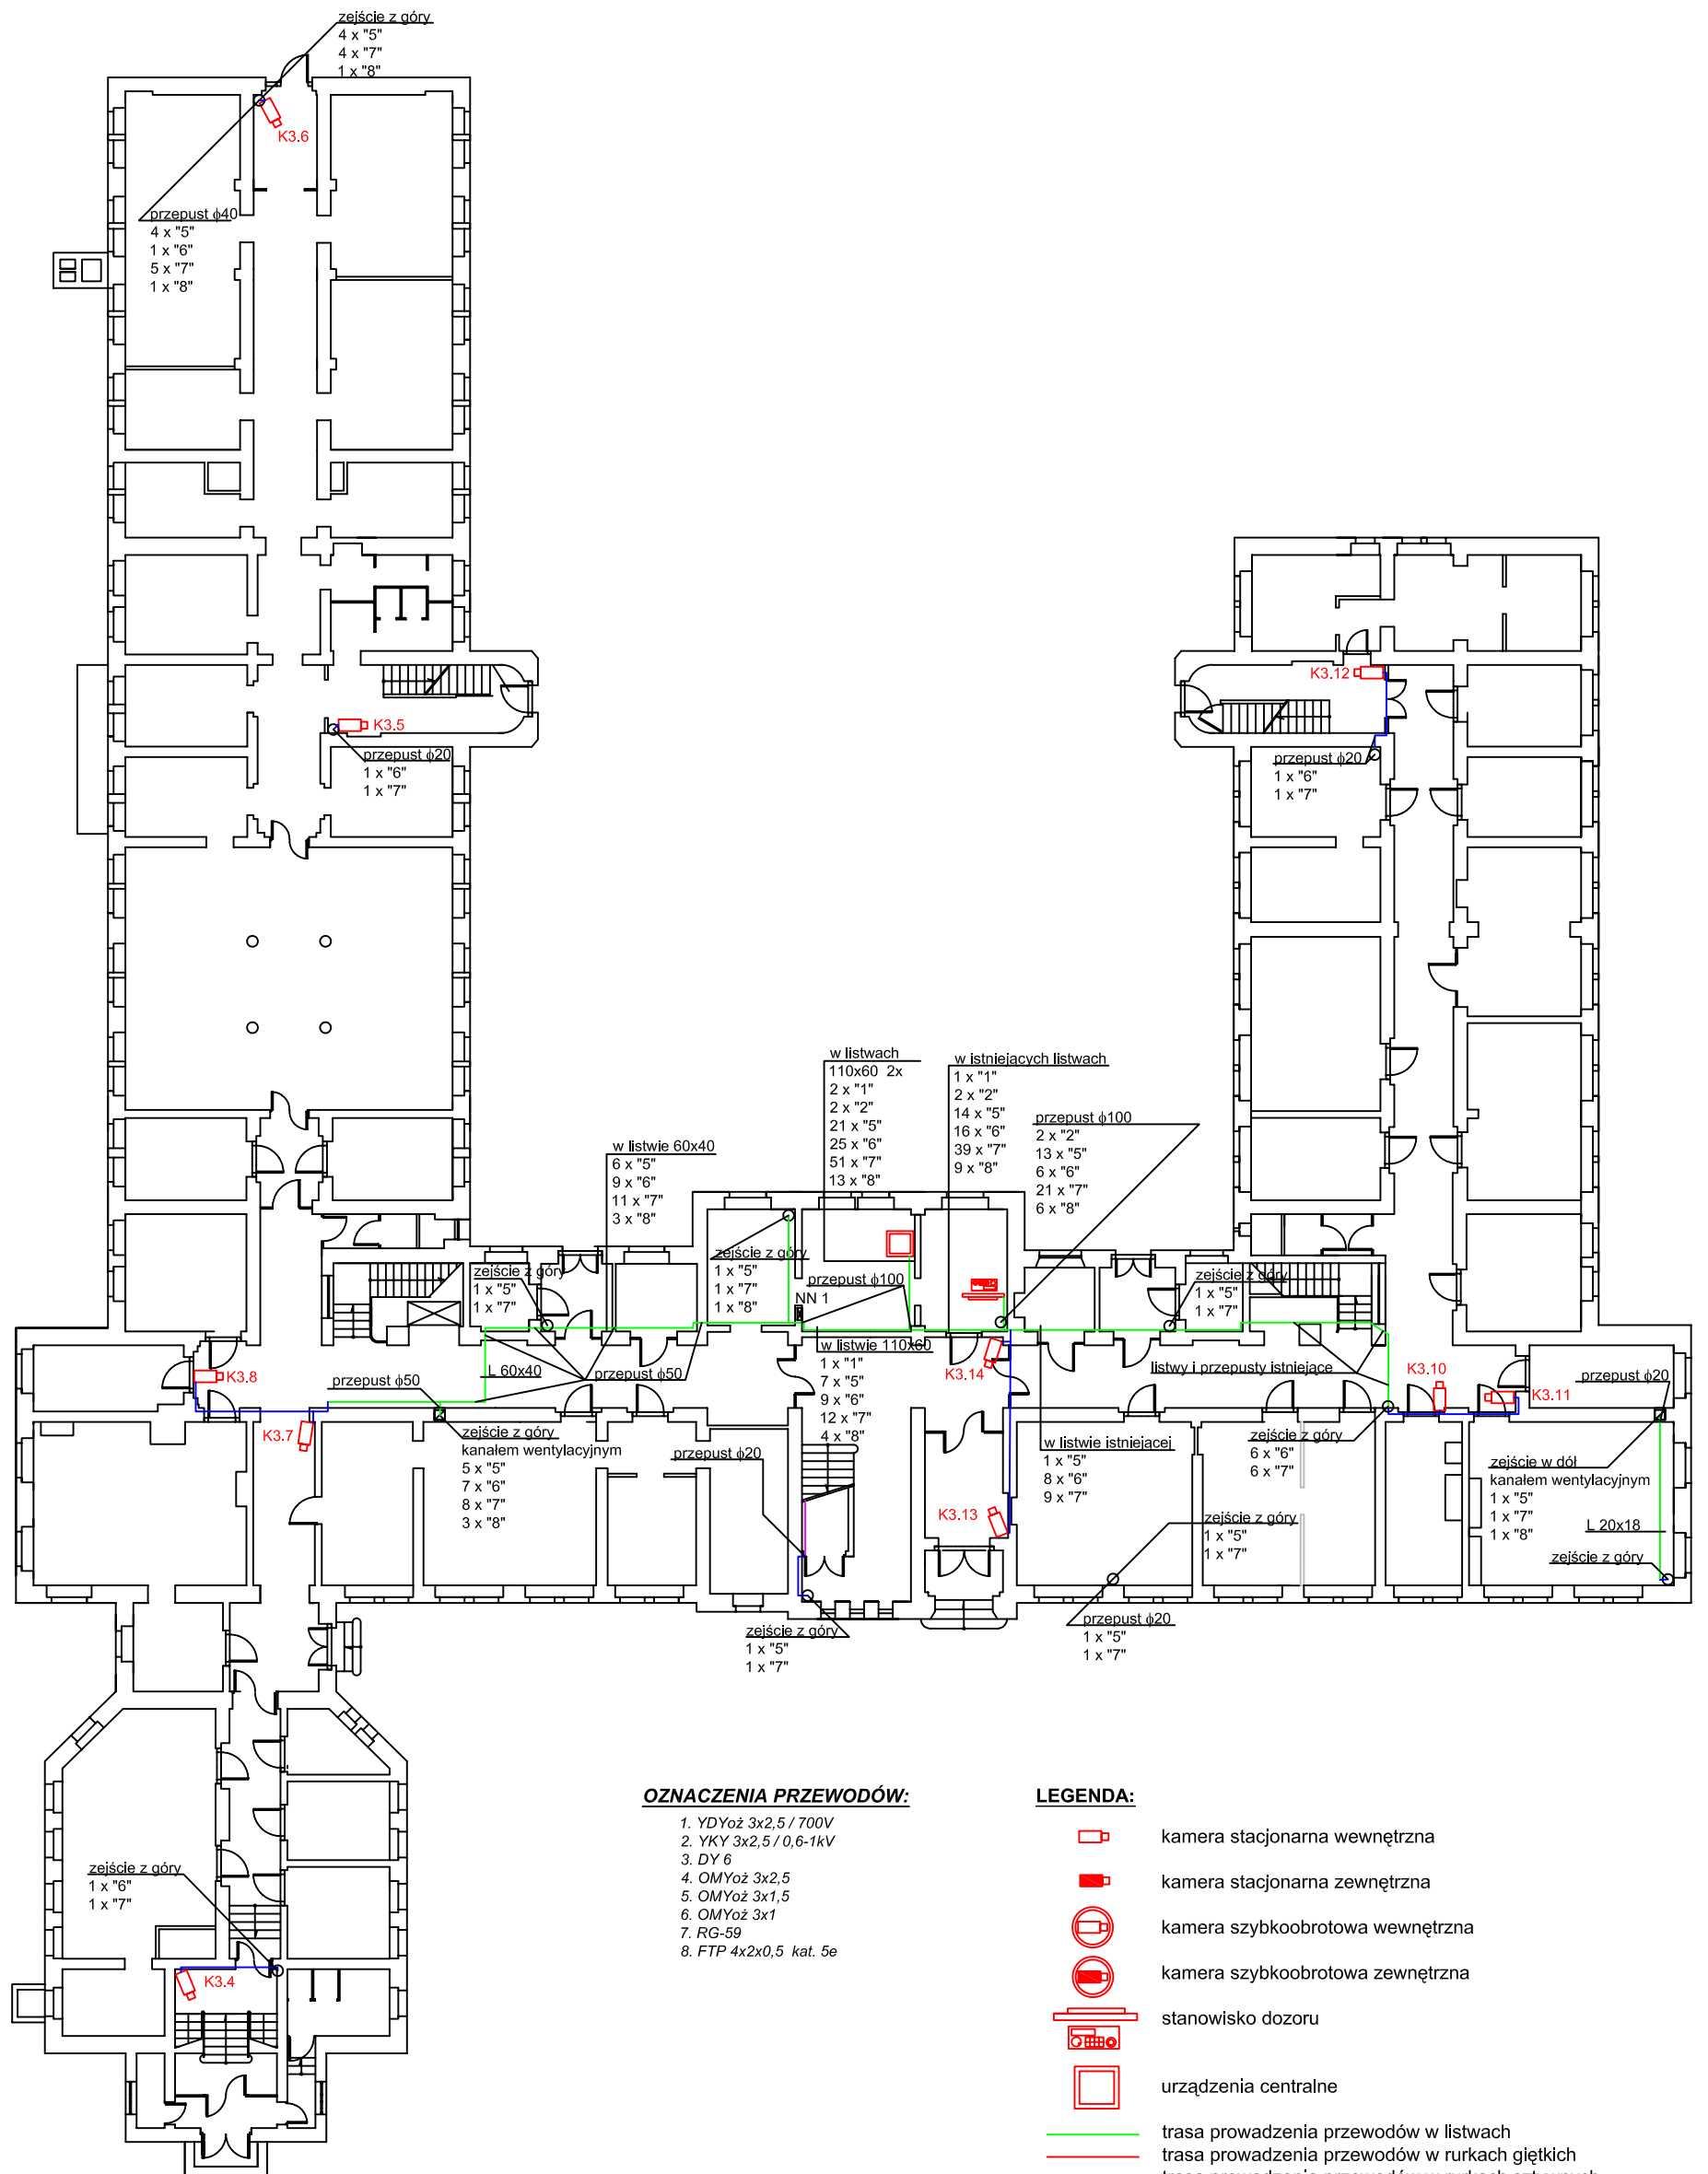 zejście z góry
4 x "5"
4 x "7"
1 x "8"
K3.6
przepust ϕ40
4 x "5"
1 x "6"
5 x "7"
1 x "8"
K3.5
przepust ϕ20
1 x "6"
1 x "7"
K3.12
przepust ϕ20
1 x "6"
1 x "7"
w listwach
110x60 2x
2 x "1"
2 x "2"
21 x "5"
25 x "6"
51 x "7"
13 x "8"
w istniejących listwach
1 x "1"
2 x "2"
14 x "5"
16 x "6"
39 x "7"
9 x "8"
przepust ϕ100
2 x "2"
13 x "5"
6 x "6"
21 x "7"
6 x "8"
w listwie 60x40
6 x "5"
9 x "6"
11 x "7"
3 x "8"
zejście z góry
1 x "5"
1 x "7"
zejście z góry
1 x "5"
1 x "7"
1 x "8"
przepust ϕ100
NN 1
zejście z góry
1 x "5"
1 x "7"
w listwie 110x60
1 x "1"
7 x "5"
9 x "6"
12 x "7"
4 x "8"
K3.14
K3.8
przepust ϕ50
L 60x40
przepust ϕ50
listwy i przepusty istniejące
K3.10
K3.11
przepust ϕ20
K3.7
zejście z góry
kanałem wentylacyjnym
5 x "5"
7 x "6"
8 x "7"
3 x "8"
przepust ϕ20
w listwie istniejacej
1 x "5"
8 x "6"
9 x "7"
zejście z góry
6 x "6"
6 x "7"
zejście w dół
kanałem wentylacyjnym
1 x "5"
1 x "7"
1 x "8"
K3.13
zejście z góry
1 x "5"
1 x "7"
L 20x18
zejście z góry
zejście z góry
1 x "5"
1 x "7"
przepust ϕ20
1 x "5"
1 x "7"
zejście z góry
1 x "6"
1 x "7"
K3.4
OZNACZENIA PRZEWODÓW:
1. YDYoż 3x2,5 / 700V
2. YKY 3x2,5 / 0,6-1kV
3. DY 6
4. OMYoż 3x2,5
5. OMYoż 3x1,5
6. OMYoż 3x1
7. RG-59
8. FTP 4x2x0,5 kat. 5e
LEGENDA:
kamera stacjonarna wewnętrzna
kamera stacjonarna zewnętrzna
kamera szybkoobrotowa wewnętrzna
kamera szybkoobrotowa zewnętrzna
stanowisko dozoru
urządzenia centralne
trasa prowadzenia przewodów w listwach
trasa prowadzenia przewodów w rurkach giętkich